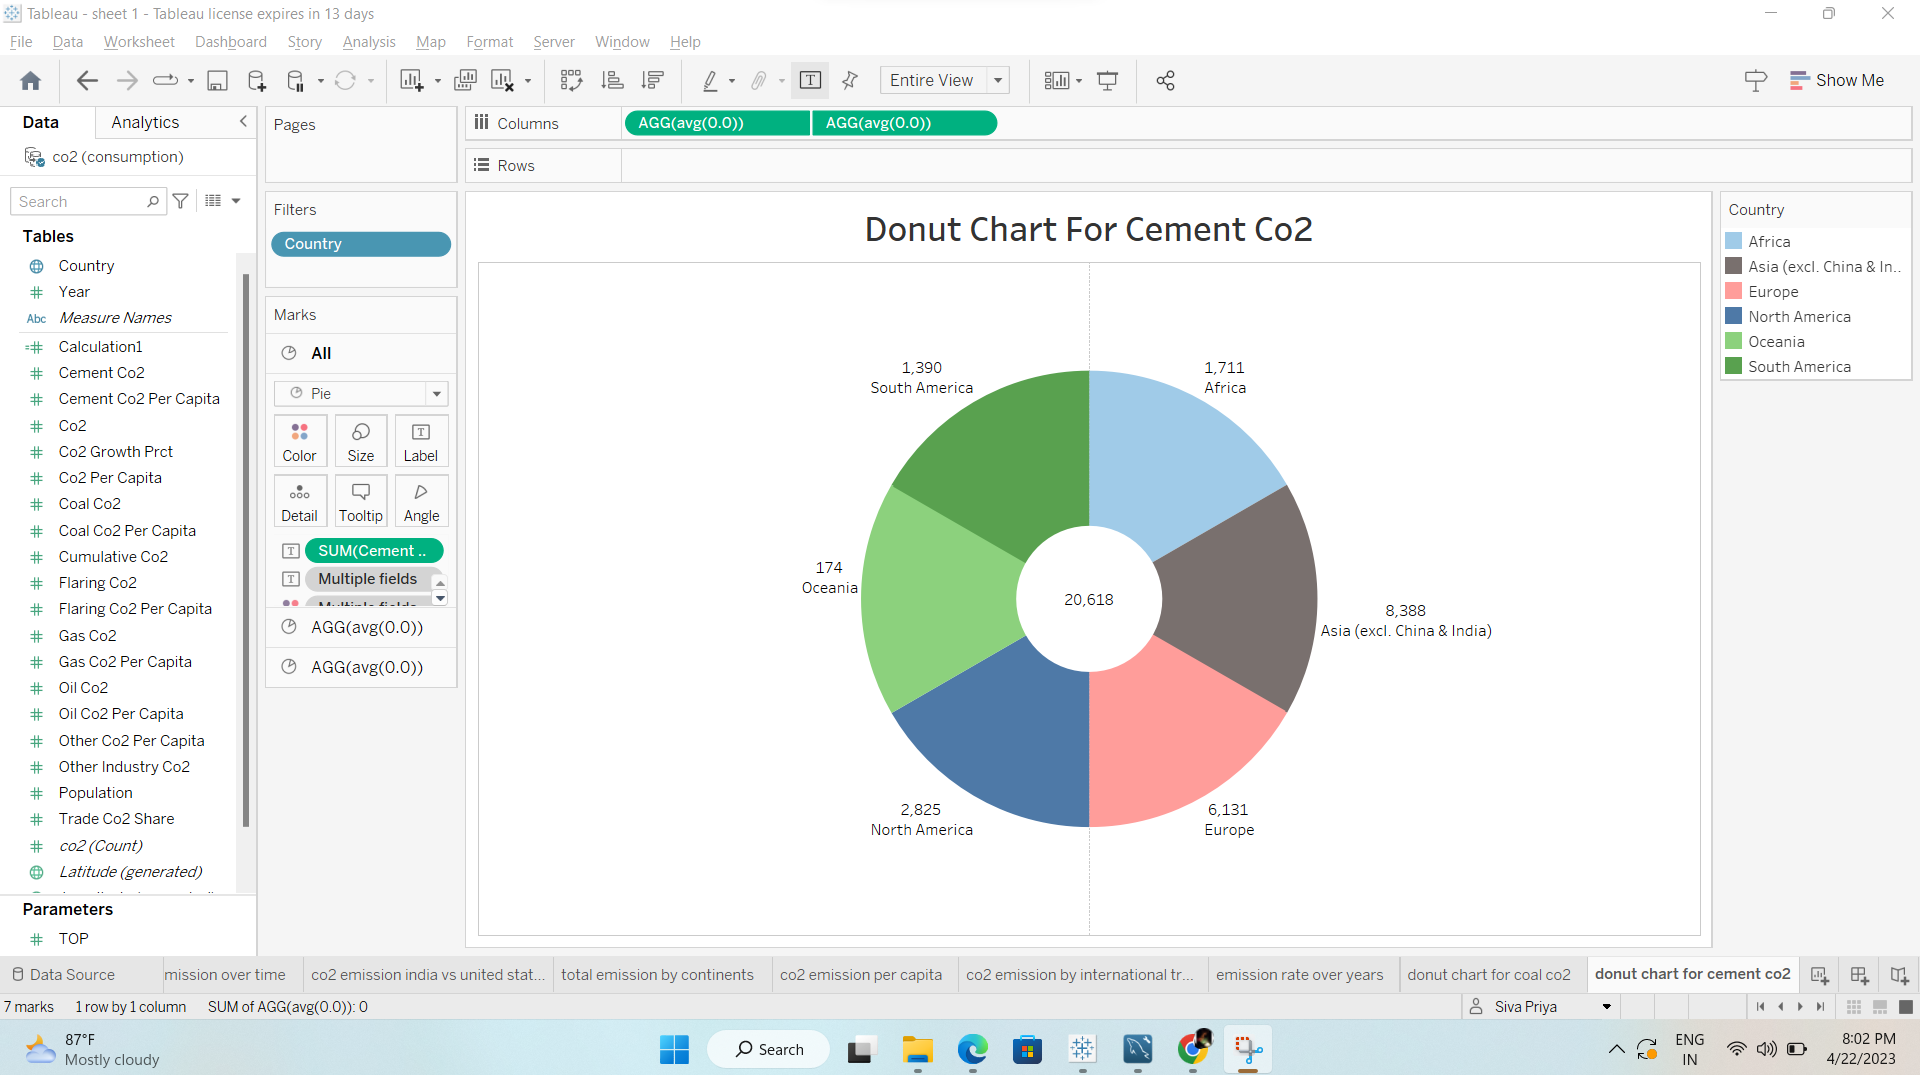 Tableau - sheet 1 - Tableau license expires in 13 days
File Data Worksheet Dashboard Story Analysis Map Format Server Window Help
Entire View
Show Me
Data
Analytics
co2 (consumption)
Search
Tables
Country
Year
Abc Measure Names
Calculation1
Cement Co2
Cement Co2 Per Capita
Co2
Co2 Growth Prct
Co2 Per Capita
Coal Co2
Coal Co2 Per Capita
Cumulative Co2
Flaring Co2
Flaring Co2 Per Capita
Gas Co2
Gas Co2 Per Capita
Oil Co2
Oil Co2 Per Capita
Other Co2 Per Capita
Other Industry Co2
Population
Trade Co2 Share
co2 (Count)
Latitude (generated)
Parameters
TOP
Pages
Filters
Country
Marks
All
Pie
Color Size Label
Detail Tooltip Angle
SUM(Cement ..
Multiple fields
Multiple fields
AGG(avg(0.0))
AGG(avg(0.0))
Columns AGG(avg(0.0)) AGG(avg(0.0))
Rows
Donut Chart For Cement Co2
1,390
South America
1,711
Africa
174
Oceania
20,618
8,388
Asia (excl. China & India)
2,825
North America
6,131
Europe
Country
Africa
Asia (excl. China & In..
Europe
North America
Oceania
South America
Data Source
mission over time
co2 emission india vs united stat...
total emission by continents
co2 emission per capita
co2 emission by international tr...
emission rate over years
donut chart for coal co2
donut chart for cement co2
7 marks 1 row by 1 column SUM of AGG(avg(0.0)): 0
Siva Priya
87°F
Mostly cloudy
Search
ENG
IN
8:02 PM
4/22/2023